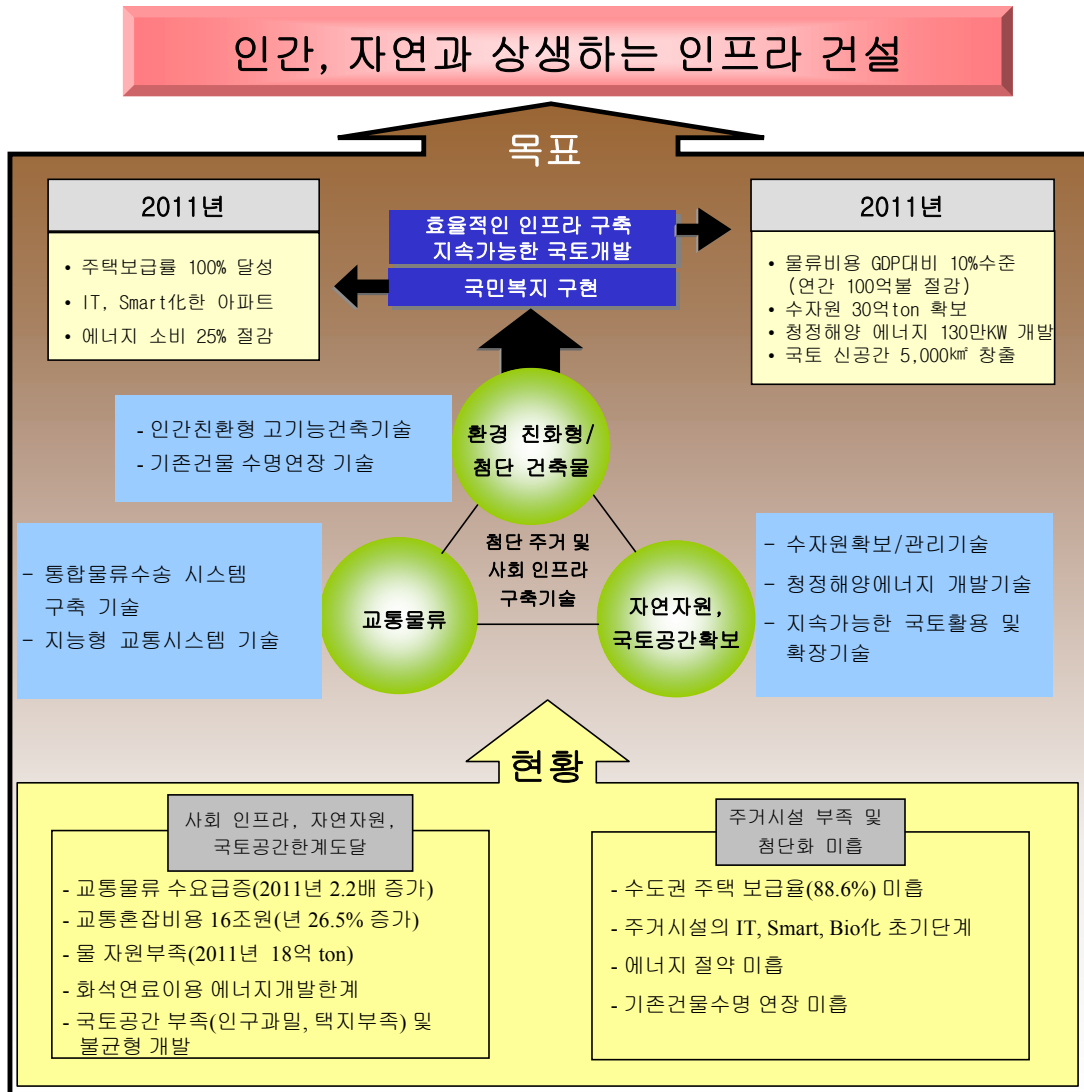 인간, 자연과 상생하는 인프라 건설
목표
2011년
• 주택보급률 100% 달성
• IT, Smart化한 아파트
• 에너지 소비 25% 절감
효율적인 인프라 구축
지속가능한 국토개발
국민복지 구현
2011년
• 물류비용 GDP대비 10%수준
(연간 100억불 절감)
• 수자원 30억ton 확보
• 청정해양 에너지 130만KW 개발
• 국토 신공간 5,000㎢ 창출
- 인간친환형 고기능건축기술
- 기존건물 수명연장 기술
환경 친화형/
첨단 건축물
첨단 주거 및
사회 인프라
구축기술
- 통합물류수송 시스템
구축 기술
- 지능형 교통시스템 기술
교통물류
자연자원,
국토공간확보
- 수자원확보/관리기술
- 청정해양에너지 개발기술
- 지속가능한 국토활용 및
확장기술
현황
사회 인프라, 자연자원,
국토공간한계도달
- 교통물류 수요급증(2011년 2.2배 증가)
- 교통혼잡비용 16조원(년 26.5% 증가)
- 물 자원부족(2011년 18억 ton)
- 화석연료이용 에너지개발한계
- 국토공간 부족(인구과밀, 택지부족) 및
불균형 개발
주거시설 부족 및
첨단화 미흡
- 수도권 주택 보급율(88.6%) 미흡
- 주거시설의 IT, Smart, Bio化 초기단계
- 에너지 절약 미흡
- 기존건물수명 연장 미흡